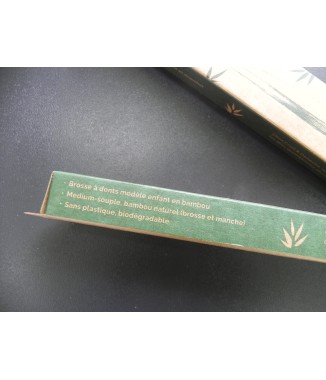 - Brosse à dents modèle enfant en bambou
- Medium-souple, bambou naturel (brosse et manche)
- Sans plastique, biodégradable